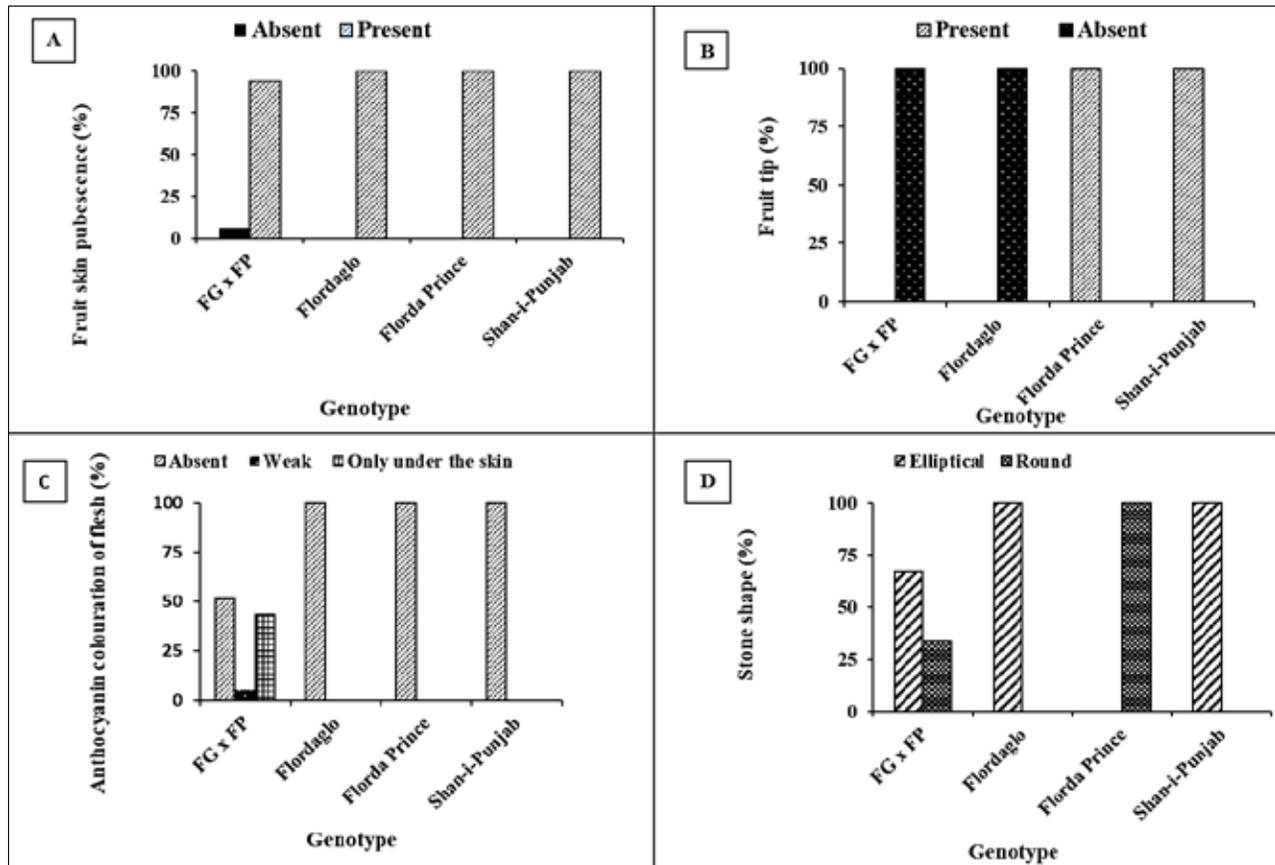 A
Absent Present
Fruit skin pubescence (%)
100
75
50
25
0
FG x FP
Flordaglo
Florda Prince
Shan-i-Punjab
Genotype
B
Present Absent
Fruit tip (%)
100
75
50
25
0
FG x FP
Flordaglo
Florda Prince
Shan-i-Punjab
Genotype
C
Absent Weak Only under the skin
Anthocyanin colouration of flesh (%)
100
75
50
25
0
FG x FP
Flordaglo
Florda Prince
Shan-i-Punjab
Genotype
D
Elliptical Round
Stone shape (%)
100
75
50
25
0
FG x FP
Flordaglo
Florda Prince
Shan-i-Punjab
Genotype